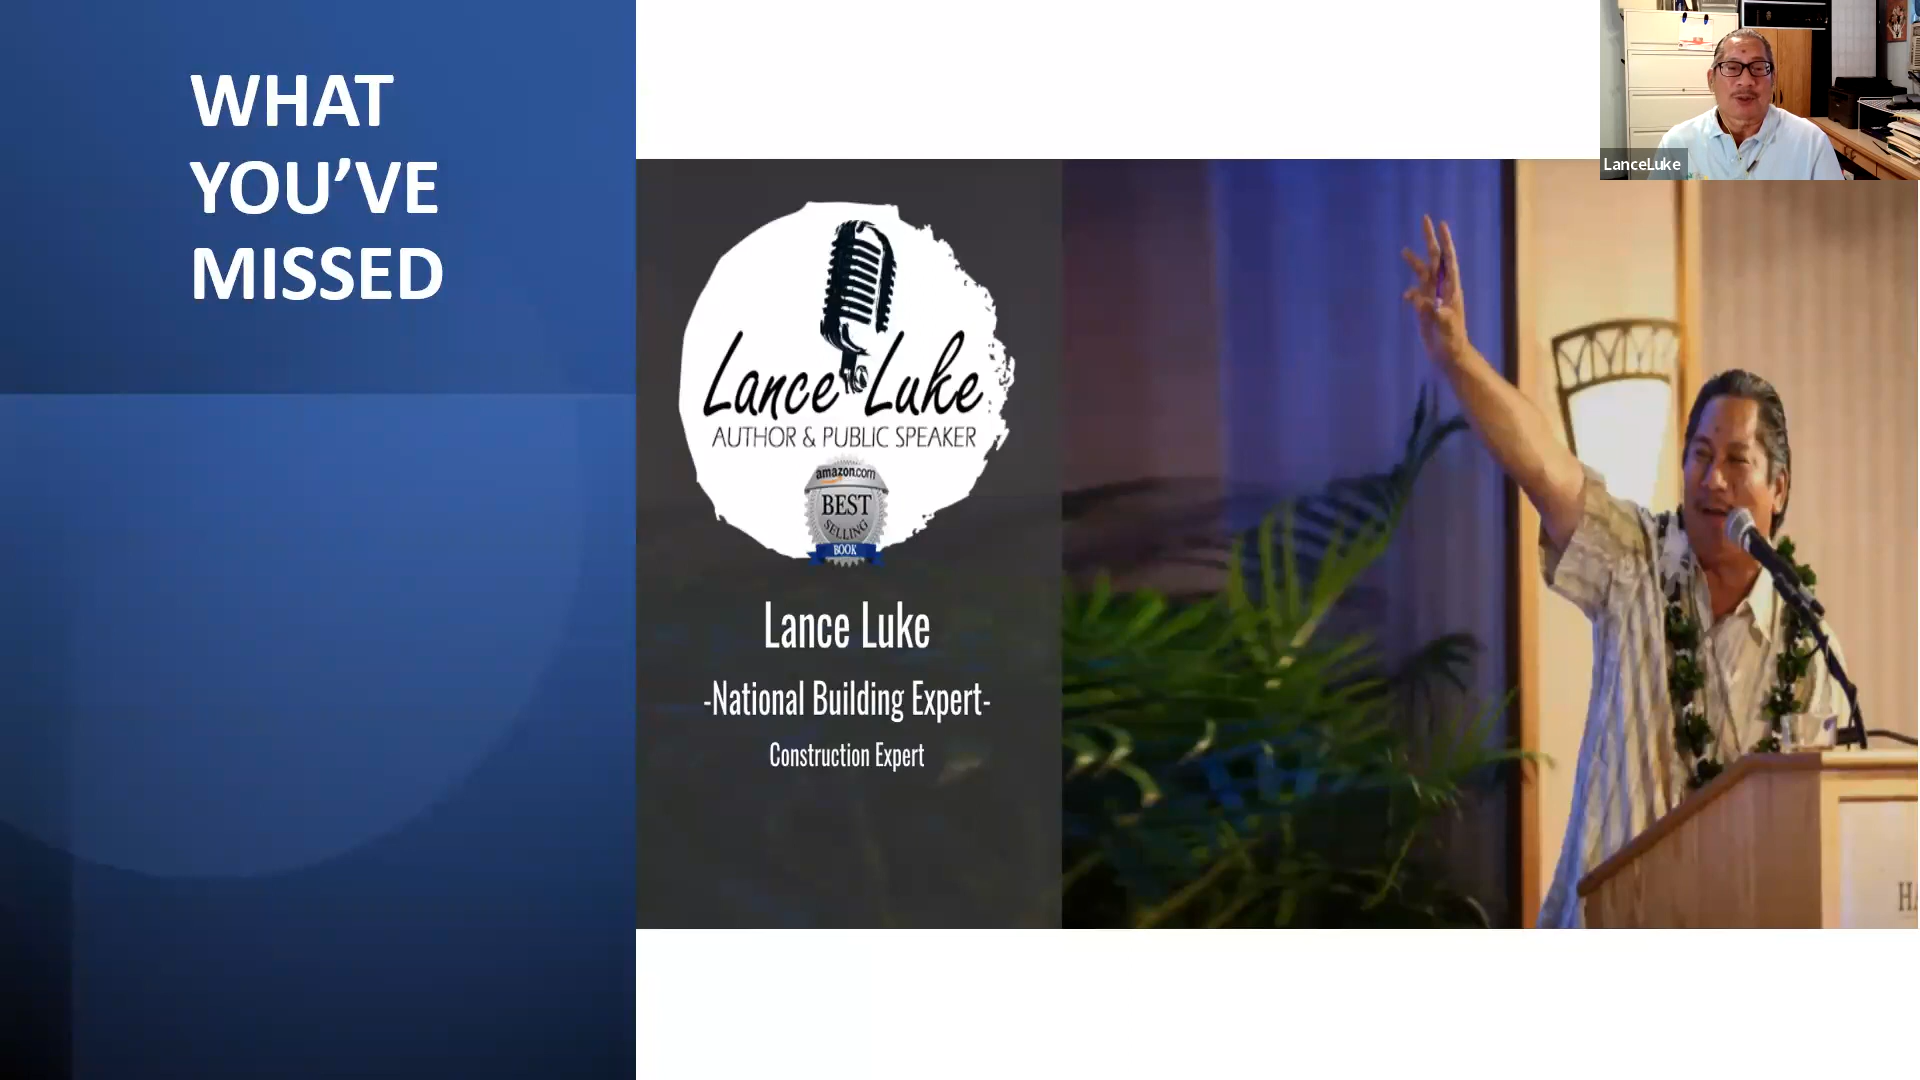 WHAT
YOU’VE
MISSED
LanceLuke
Lance Luke
AUTHOR & PUBLIC SPEAKER
amazon.com
BEST
SELLING
BOOK
Lance Luke
-National Building Expert-
Construction Expert